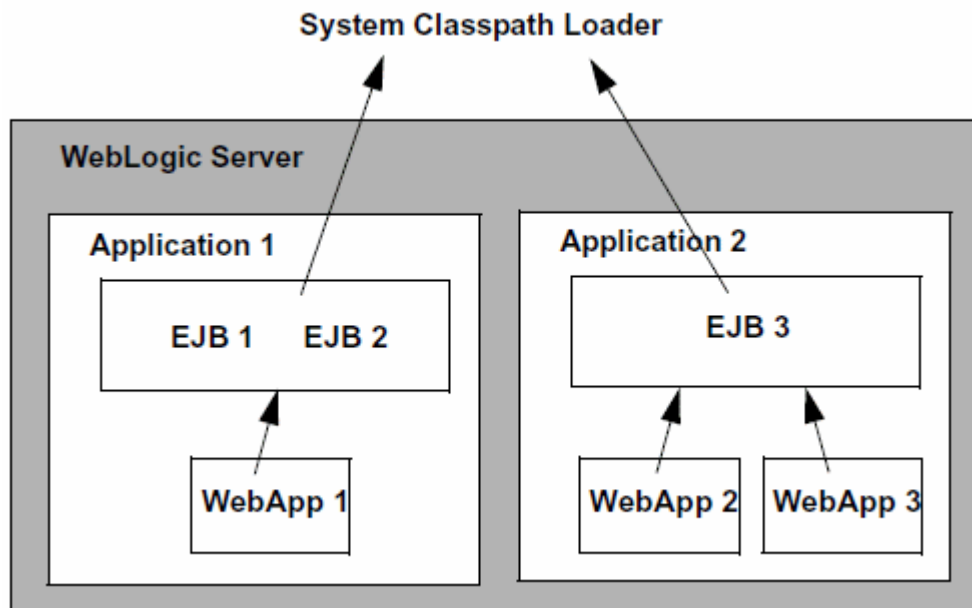 System Classpath Loader
WebLogic Server
Application 1
EJB 1 EJB 2
WebApp 1
Application 2
EJB 3
WebApp 2
WebApp 3